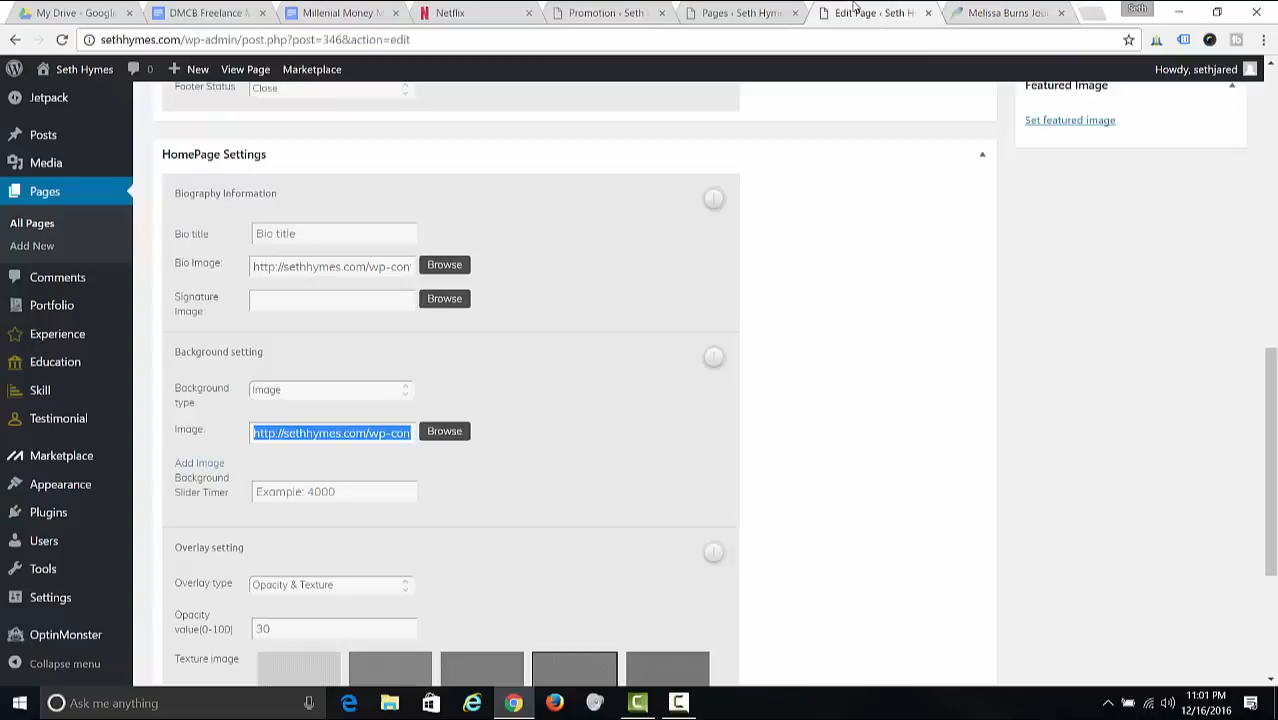 My Drive - Google
DMCB Freelance M
Millenial Money M
Netflix
Promotion ‹ Seth
Pages ‹ Seth Hym
Edit Page ‹ Seth H
Melissa Burns Jou
Seth
sethhymes.com/wp-admin/post.php?post=346&action=edit
Seth Hymes
0
New
View Page
Marketplace
Howdy, sethjared
Jetpack
Posts
Media
Pages
All Pages
Add New
Comments
Portfolio
Experience
Education
Skill
Testimonial
Marketplace
Appearance
Plugins
Users
Tools
Settings
OptinMonster
Collapse menu
Footer Status
Close
HomePage Settings
Biography Information
Bio title
Bio title
Bio Image:
http://sethhymes.com/wp-con
Browse
Signature
Image:
Browse
Background setting
Background
type
Image
Image:
http://sethhymes.com/wp-con
Browse
Add Image
Background
Slider Timer
Example: 4000
Overlay setting
Overlay type
Opacity & Texture
Opacity
value(0-100)
30
Texture image
Featured Image
Set featured image
Ask me anything
11:01 PM
12/16/2016